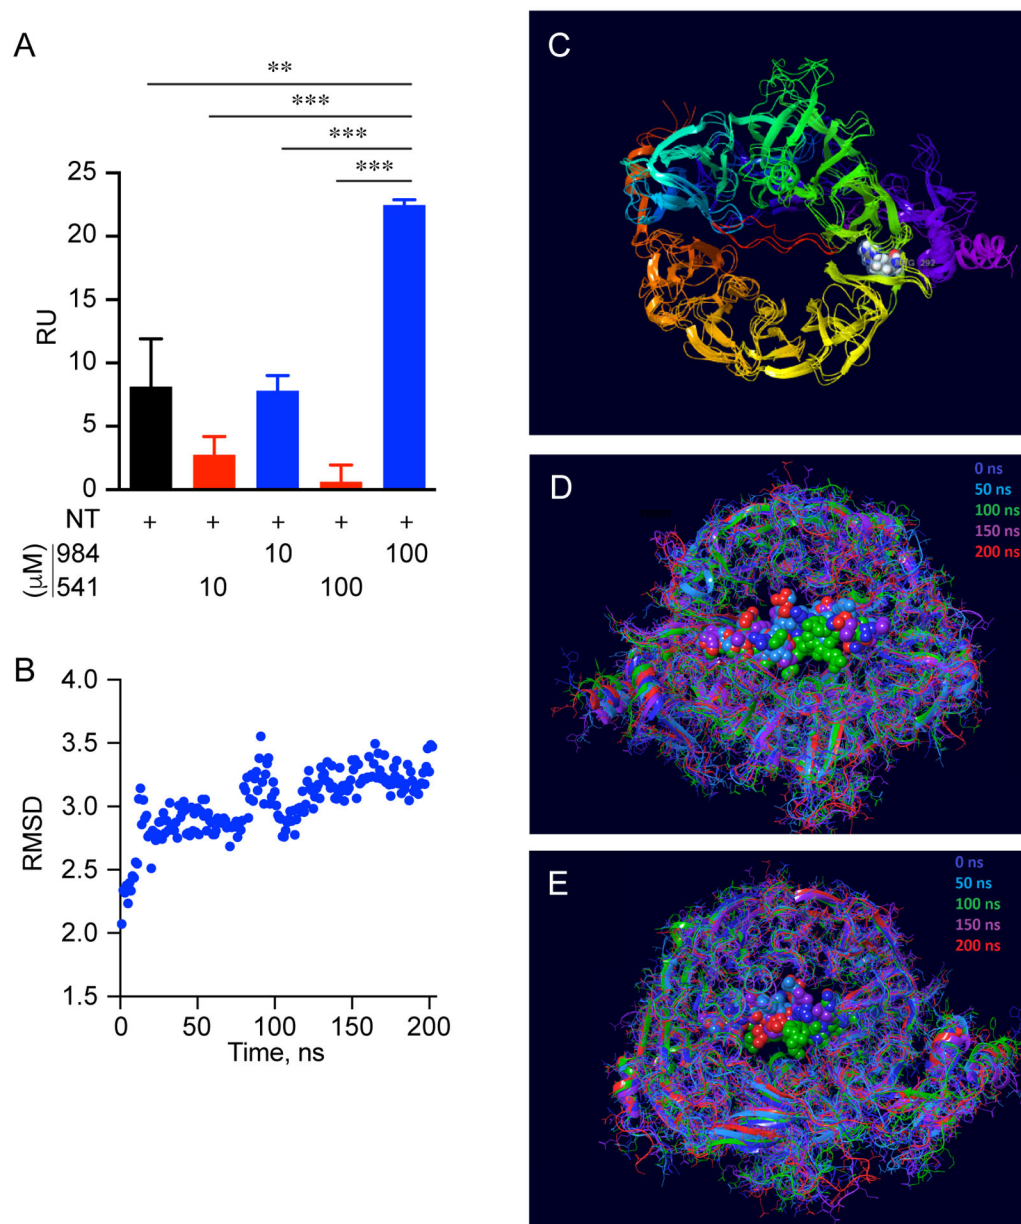 A
**
***
***
***
25
20
15
10
5
0
RU
NT + + + + +
(μM) 984 10 100
541 10 100
B
4.0
3.5
3.0
2.5
2.0
1.5
RMSD
0 50 100 150 200
Time, ns
C
292
D
0 ns
50 ns
100 ns
150 ns
200 ns
E
0 ns
50 ns
100 ns
150 ns
200 ns